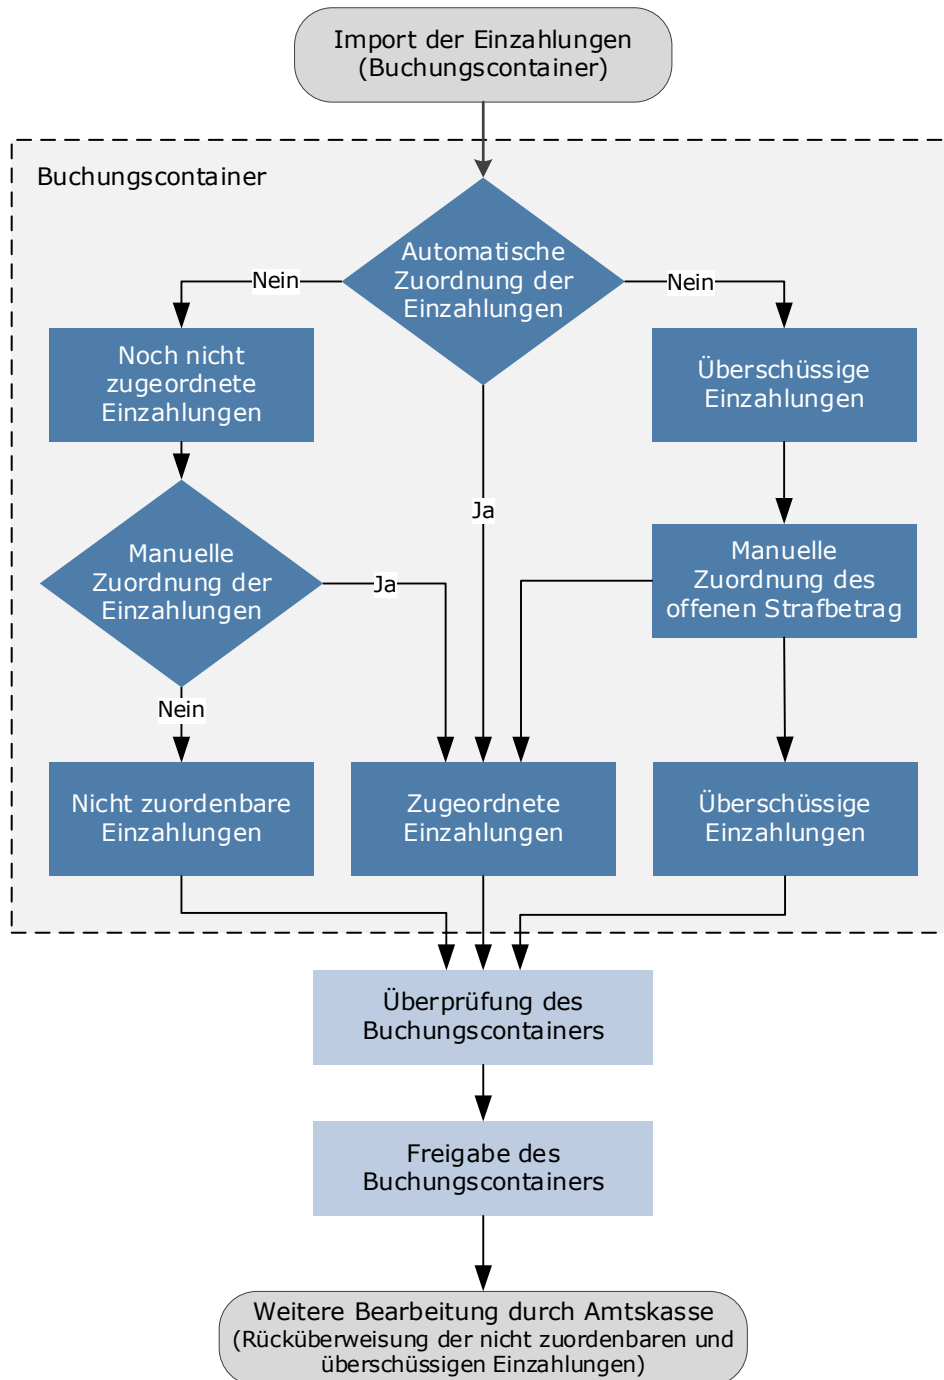 Import der Einzahlungen
(Buchungscontainer)
Buchungscontainer
Automatische
Zuordnung der
Einzahlungen
Nein
Nein
Noch nicht
zugeordnete
Einzahlungen
Überschüssige
Einzahlungen
Ja
Manuelle
Zuordnung der
Einzahlungen
Ja
Manuelle
Zuordnung des
offenen Strafbetrag
Nein
Nicht zuordenbare
Einzahlungen
Zugeordnete
Einzahlungen
Überschüssige
Einzahlungen
Überprüfung des
Buchungscontainers
Freigabe des
Buchungscontainers
Weitere Bearbeitung durch Amtskasse
(Rücküberweisung der nicht zuordenbaren und
überschüssigen Einzahlungen)